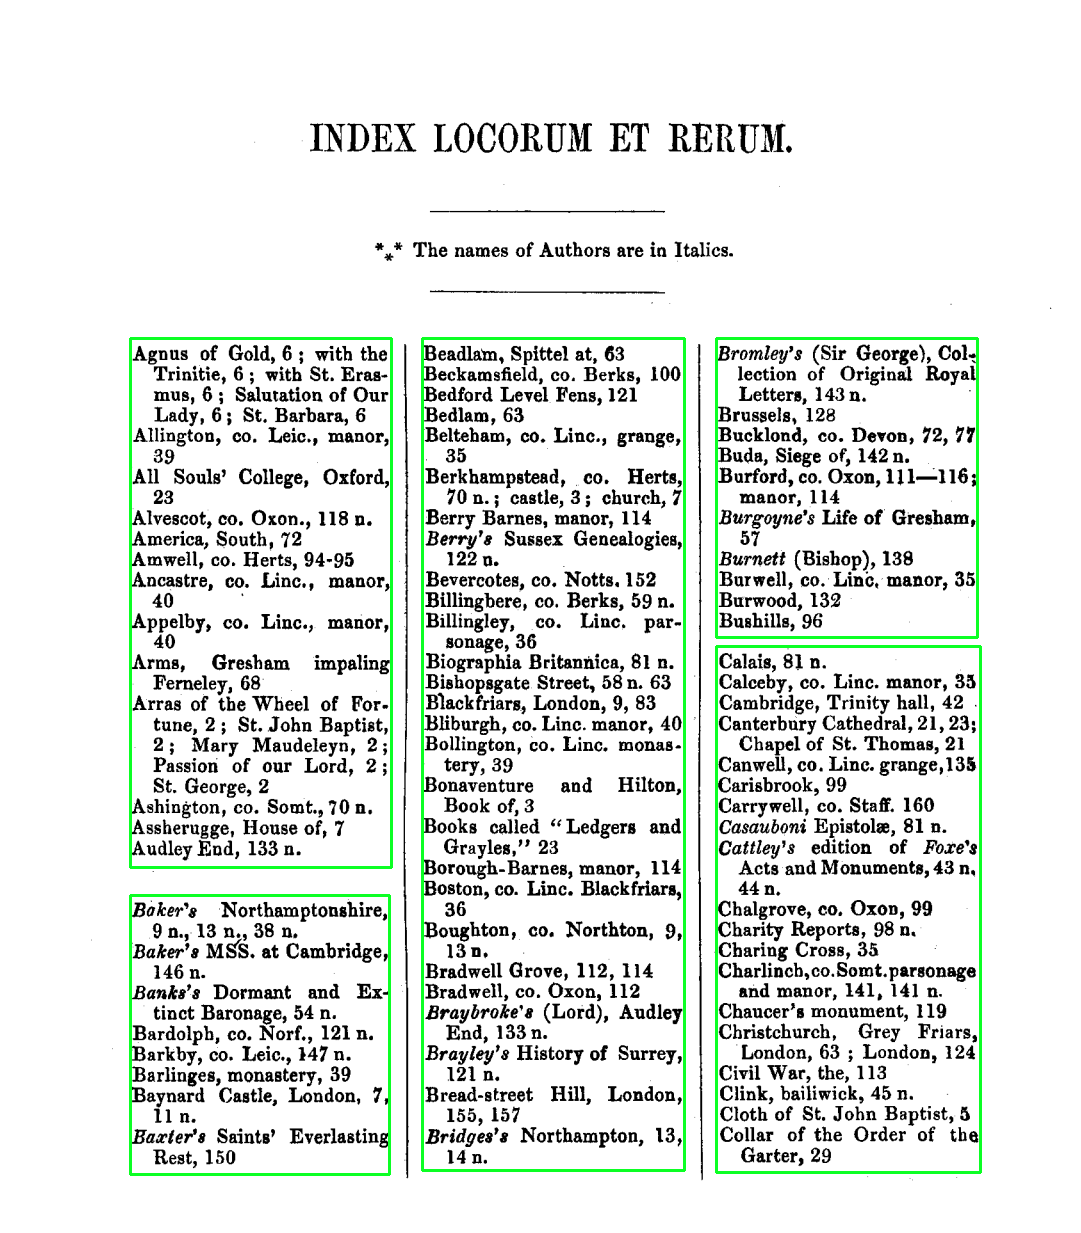 INDEX LOCORUM ET RERUM.
*** The names of Authors are in Italics.
Agnus of Gold, 6 ; with the
Trinitie, 6 ; with St. Eras-
mus, 6 ; Salutation of Our
Lady, 6 ; St. Barbara, 6
Allington, co. Leic., manor,
39
All Souls' College, Oxford,
23
Alvescot, co. Oxon., 118 n.
America, South, 72
Amwell, co. Herts, 94-95
Ancastre, co. Linc., manor,
40
Appelby, co. Linc., manor,
40
Arms, Gresham impaling
Ferneley, 68
Arras of the Wheel of For-
tune, 2 ; St. John Baptist,
2 ; Mary Maudeleyn, 2 ;
Passion of our Lord, 2 ;
St. George, 2
Ashington, co. Somt., 70 n.
Assherugge, House of, 7
Audley End, 133 n.
Baker's Northamptonshire,
9 n., 13 n., 38 n.
Baker's MSS. at Cambridge,
146 n.
Banks's Dormant and Ex-
tinct Baronage, 54 n.
Bardolph, co. Norf., 121 n.
Barkby, co. Leic., 147 n.
Barlinges, monastery, 39
Baynard Castle, London, 7,
11 n.
Baxter's Saints' Everlasting
Rest, 150
Beadlam, Spittel at, 63
Beckamsfield, co. Berks, 100
Bedford Level Fens, 121
Bedlam, 63
Belteham, co. Linc., grange,
35
Berkhampstead, co. Herts,
70 n. ; castle, 3 ; church, 7
Berry Barnes, manor, 114
Berry's Sussex Genealogies,
122 n.
Bevercotes, co. Notts. 152
Billingbere, co. Berks, 59 n.
Billingley, co. Linc. par-
sonage, 36
Biographia Britannica, 81 n.
Bishopsgate Street, 58 n. 63
Blackfriars, London, 9, 83
Bliburgh, co. Linc. manor, 40
Bollington, co. Linc. monas-
tery, 39
Bonaventure and Hilton,
Book of, 3
Books called "Ledgers and
Grayles," 23
Borough-Barnes, manor, 114
Boston, co. Linc. Blackfriars,
36
Boughton, co. Northton, 9,
13 n.
Bradwell Grove, 112, 114
Bradwell, co. Oxon, 112
Braybroke's (Lord), Audley
End, 133 n.
Brayley's History of Surrey,
121 n.
Bread-street Hill, London,
155, 157
Bridges's Northampton, 13,
14 n.
Bromley's (Sir George), Col-
lection of Original Royal
Letters, 143 n.
Brussels, 128
Bucklond, co. Devon, 72, 77
Buda, Siege of, 142 n.
Burford, co. Oxon, 111—116 ;
manor, 114
Burgoyne's Life of Gresham,
57
Burnett (Bishop), 138
Burwell, co. Linc. manor, 35
Burwood, 132
Bushills, 96
Calais, 81 n.
Calceby, co. Linc. manor, 35
Cambridge, Trinity hall, 42
Canterbury Cathedral, 21, 23;
Chapel of St. Thomas, 21
Canwell, co. Linc. grange, 135
Carisbrook, 99
Carrywell, co. Staff. 160
Casauboni Epistolæ, 81 n.
Cattley's edition of Foxe's
Acts and Monuments, 43 n.
44 n.
Chalgrove, co. Oxon, 99
Charity Reports, 98 n.
Charing Cross, 35
Charlinch, co. Somt. parsonage
and manor, 141, 141 n.
Chaucer's monument, 119
Christchurch, Grey Friars,
London, 63 ; London, 124
Civil War, the, 113
Clink, bailiwick, 45 n.
Cloth of St. John Baptist, 5
Collar of the Order of the
Garter, 29